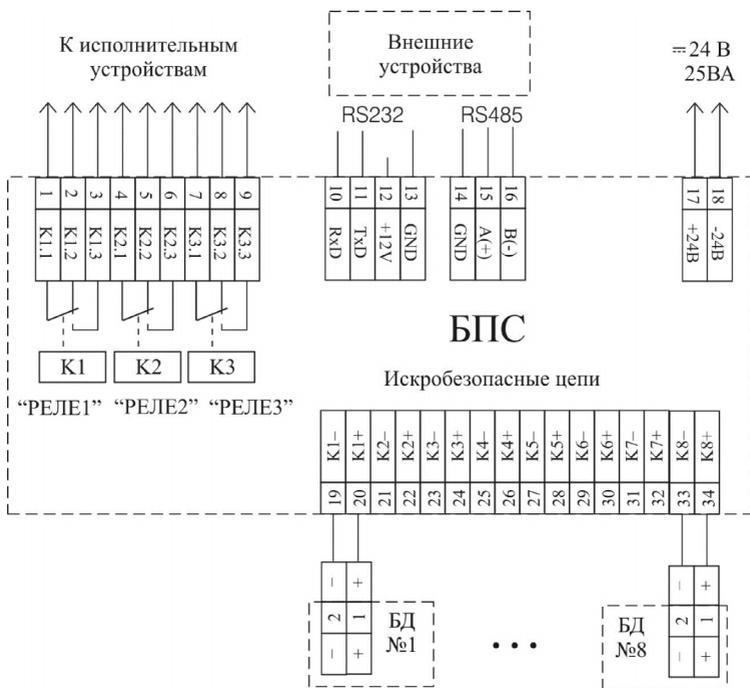 К исполнительным
устройствам
Внешние
устройства
=24 В
25ВА
RS232
RS485
1 2 3 4 5 6 7 8 9
10 11 12 13
14 15 16
17 18
K1.1 K1.2 K1.3 K2.1 K2.2 K2.3 K3.1 K3.2 K3.3
RxD TxD +12V GND
GND A(+) B(-)
+24В -24В
БПС
K1 K2 K3
“РЕЛЕ1” “РЕЛЕ2” “РЕЛЕ3”
Искробезопасные цепи
K1– K1+ K2– K2+ K3– K3+ K4– K4+ K5– K5+ K6– K6+ K7– K7+ K8– K8+
19 20 21 22 23 24 25 26 27 28 29 30 31 32 33 34
– +
2 1
– +
БД
№1
• • •
– +
2 1
– +
БД
№8